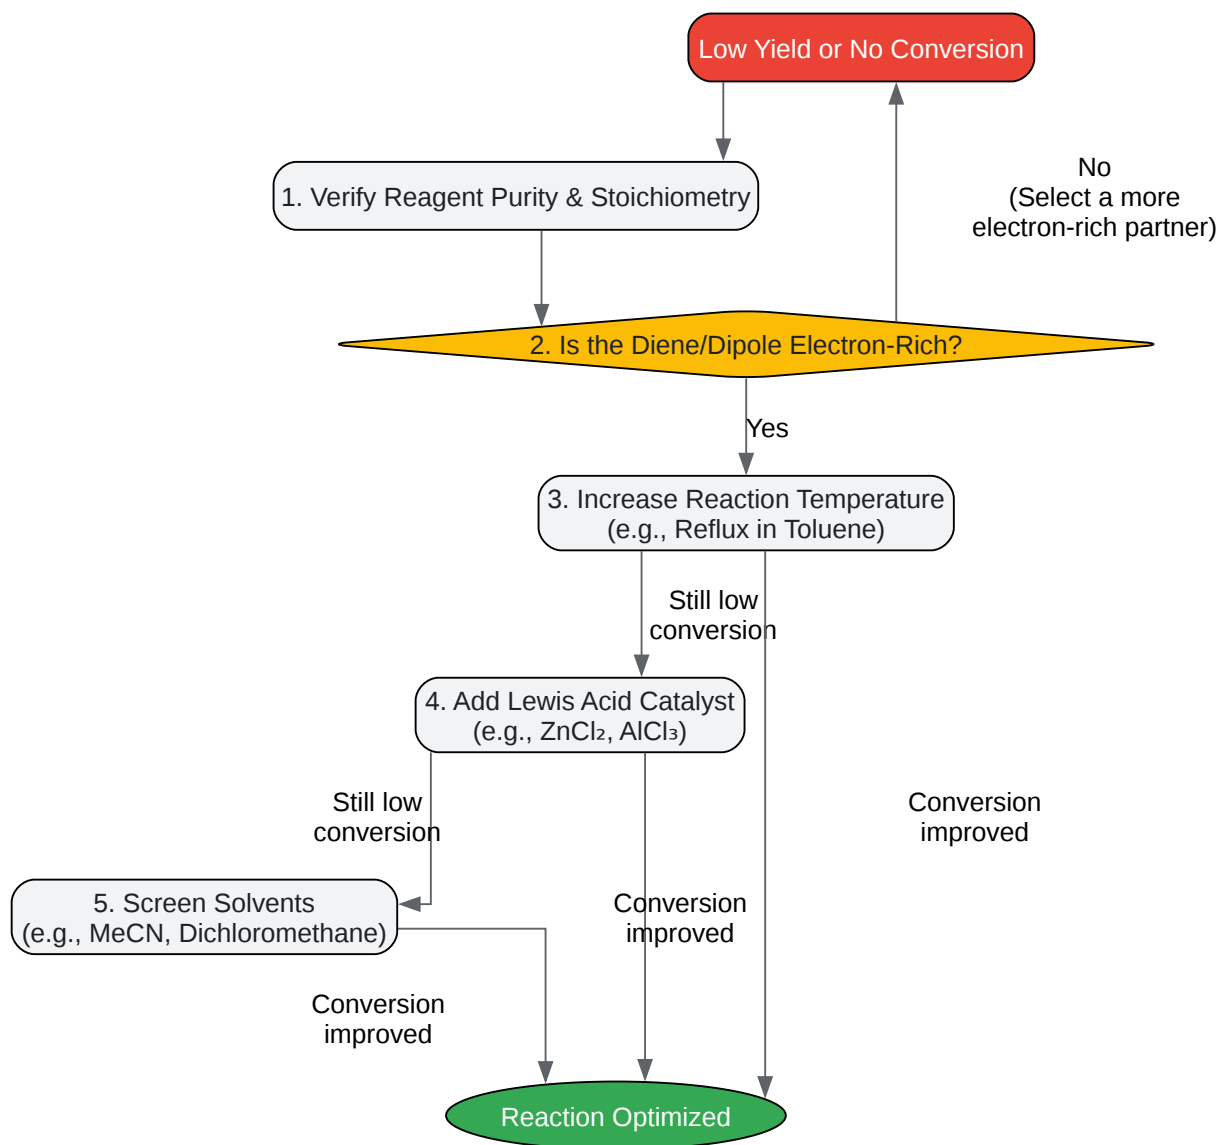 Low Yield or No Conversion
No
(Select a more
electron-rich partner)
1. Verify Reagent Purity & Stoichiometry
2. Is the Diene/Dipole Electron-Rich?
Yes
3. Increase Reaction Temperature
(e.g., Reflux in Toluene)
Still low
conversion
4. Add Lewis Acid Catalyst
(e.g., ZnCl₂, AlCl₃)
Still low
conversion
Conversion
improved
5. Screen Solvents
(e.g., MeCN, Dichloromethane)
Conversion
improved
Conversion
improved
Reaction Optimized